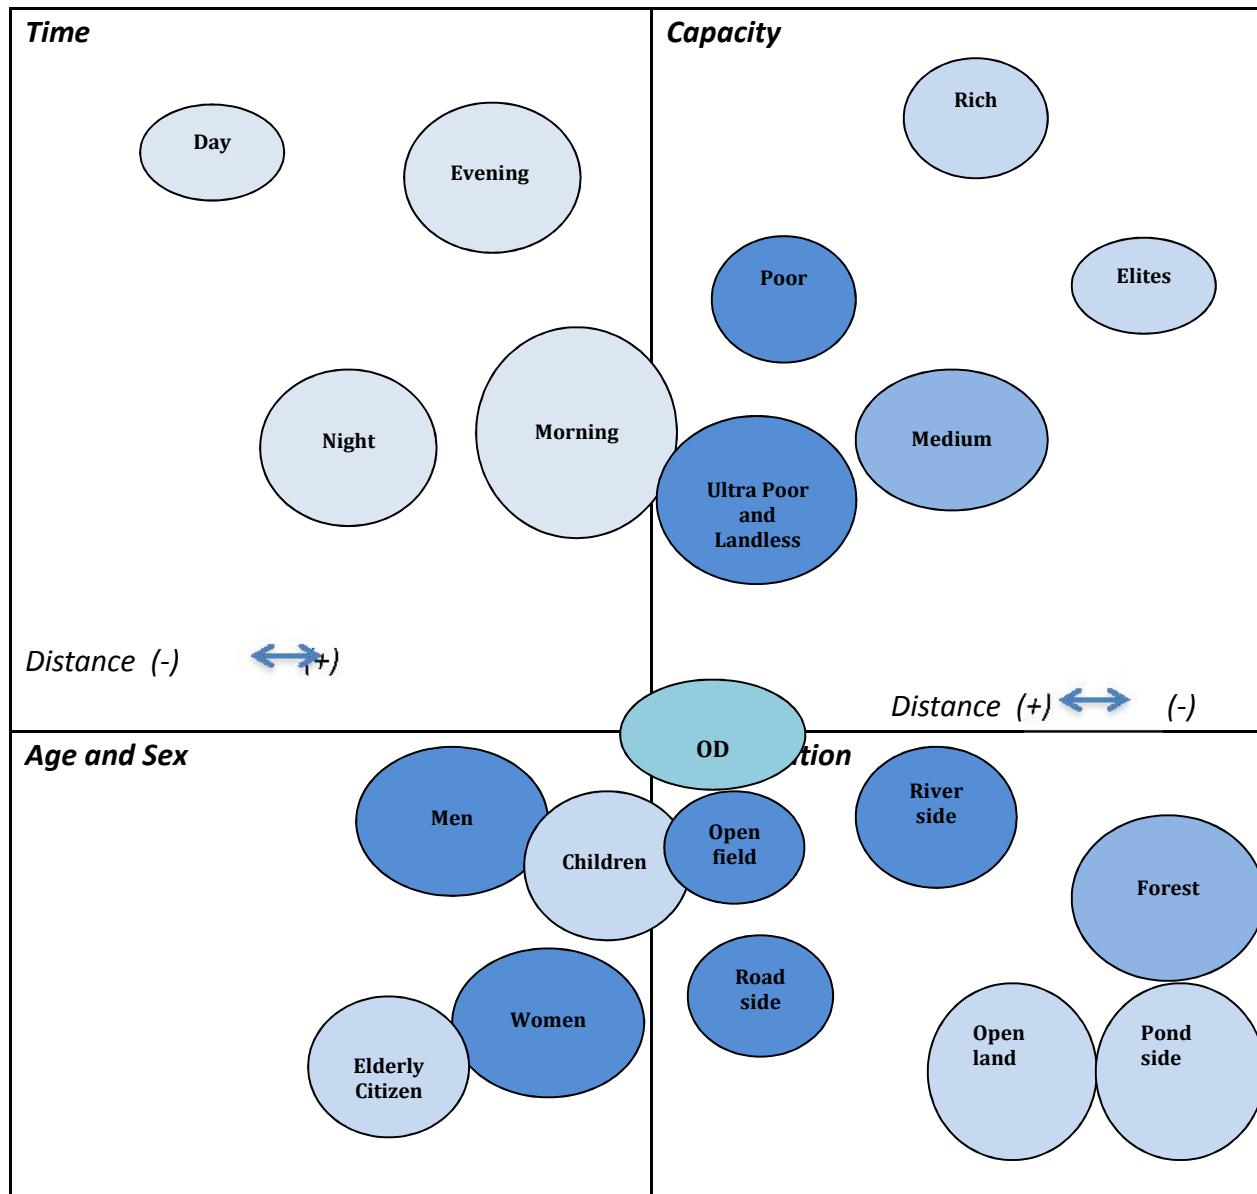 Time
Day
Evening
Night
Morning
Distance (-) (+)
Capacity
Rich
Poor
Elites
Medium
Ultra Poor
and
Landless
Distance (+) (-)
OD
Age and Sex
Men
Children
Women
Elderly
Citizen
River
side
Open
field
Forest
Road
side
Open
land
Pond
side